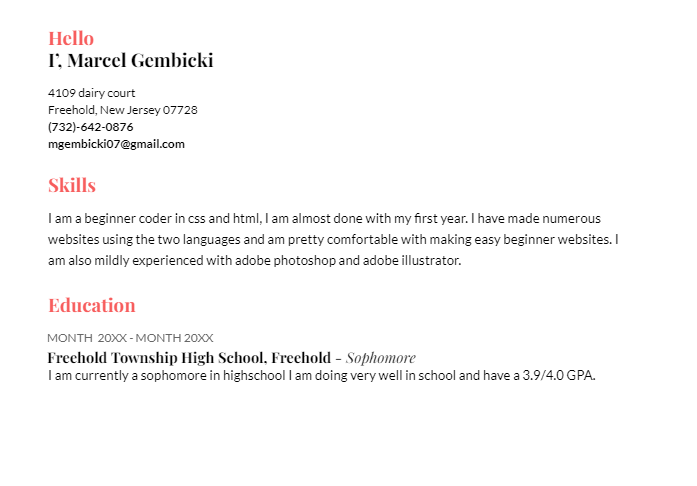 Hello
I', Marcel Gembicki
4109 dairy court
Freehold, New Jersey 07728
(732)-642-0876
mgembicki07@gmail.com
Skills
I am a beginner coder in css and html, I am almost done with my first year. I have made numerous
websites using the two languages and am pretty comfortable with making easy beginner websites. I
am also mildly experienced with adobe photoshop and adobe illustrator.
Education
MONTH 20XX - MONTH 20XX
Freehold Township High School, Freehold - Sophomore
I am currently a sophomore in highschool I am doing very well in school and have a 3.9/4.0 GPA.